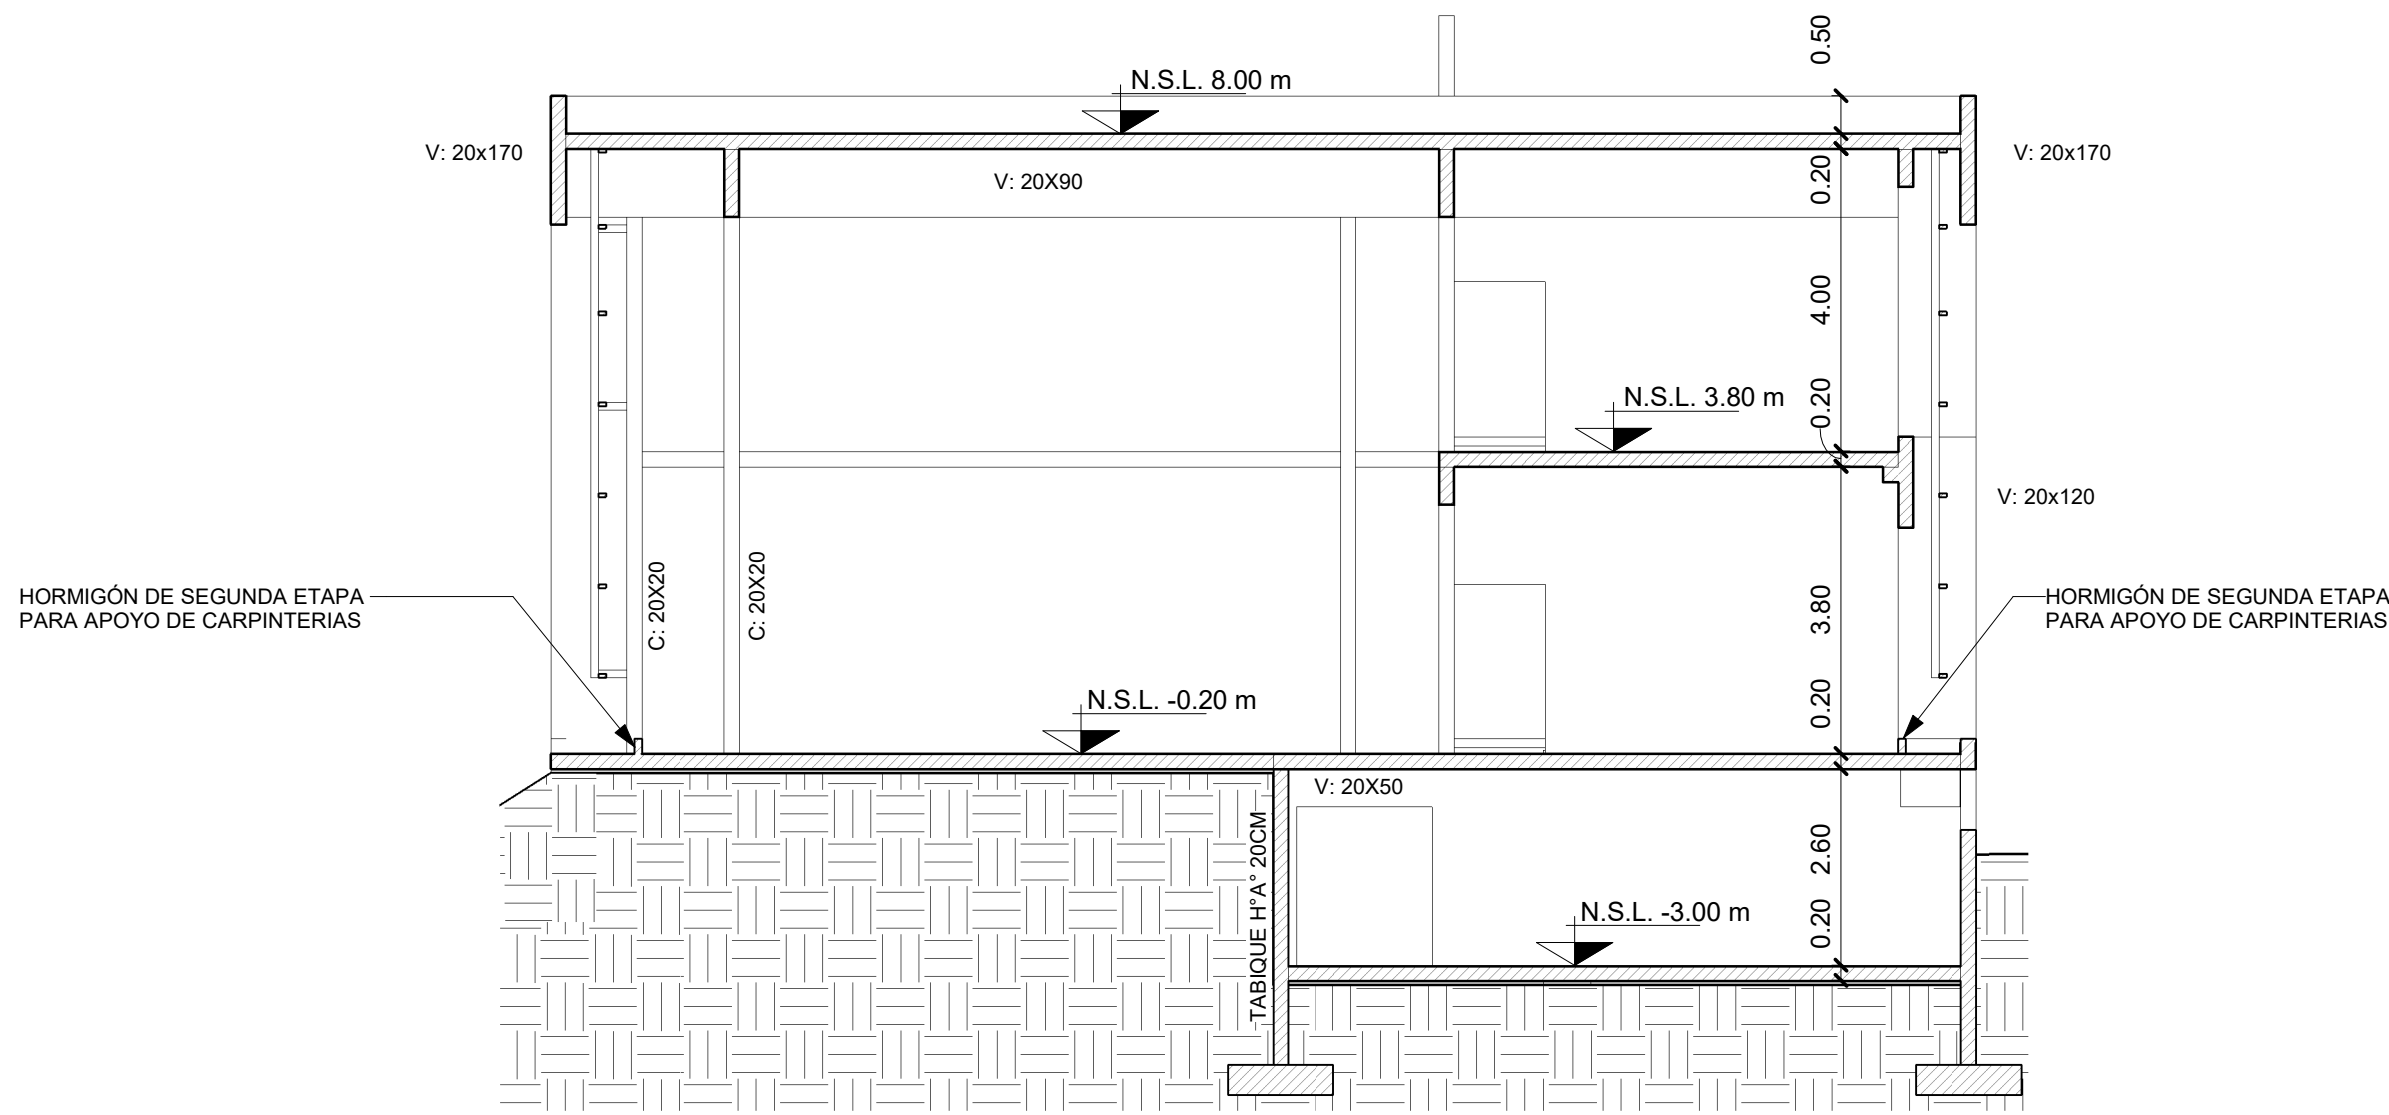 0.50
N.S.L. 8.00 m
V: 20x170
V: 20X90
0.20
V: 20x170
4.00
N.S.L. 3.80 m
0.20
V: 20x120
C: 20X20
C: 20X20
HORMIGÓN DE SEGUNDA ETAPA
PARA APOYO DE CARPINTERIAS
3.80
HORMIGÓN DE SEGUNDA ETAPA
PARA APOYO DE CARPINTERIAS
N.S.L. -0.20 m
0.20
V: 20X50
TABIQUE H°A° 20CM
2.60
N.S.L. -3.00 m
0.20